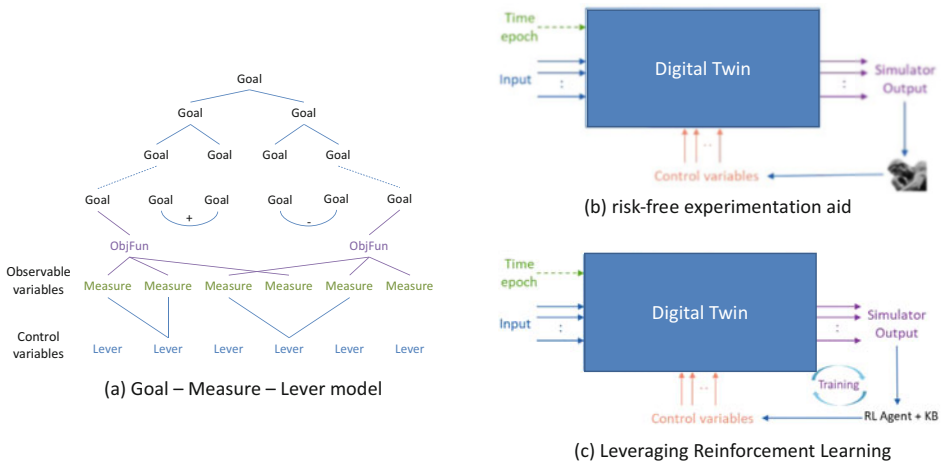 Goal
Goal Goal
Goal Goal Goal Goal
Goal Goal Goal Goal Goal Goal
+ -
ObjFun ObjFun
Observable
variables
Measure Measure Measure Measure Measure Measure
Control
variables
Lever Lever Lever Lever Lever Lever
(a) Goal – Measure – Lever model
Time
epoch
Input
:
Digital Twin
:
Simulator
Output
..
Control variables
(b) risk-free experimentation aid
Time
epoch
Input
:
Digital Twin
:
Simulator
Output
..
Training
Control variables
RL Agent + KB
(c) Leveraging Reinforcement Learning